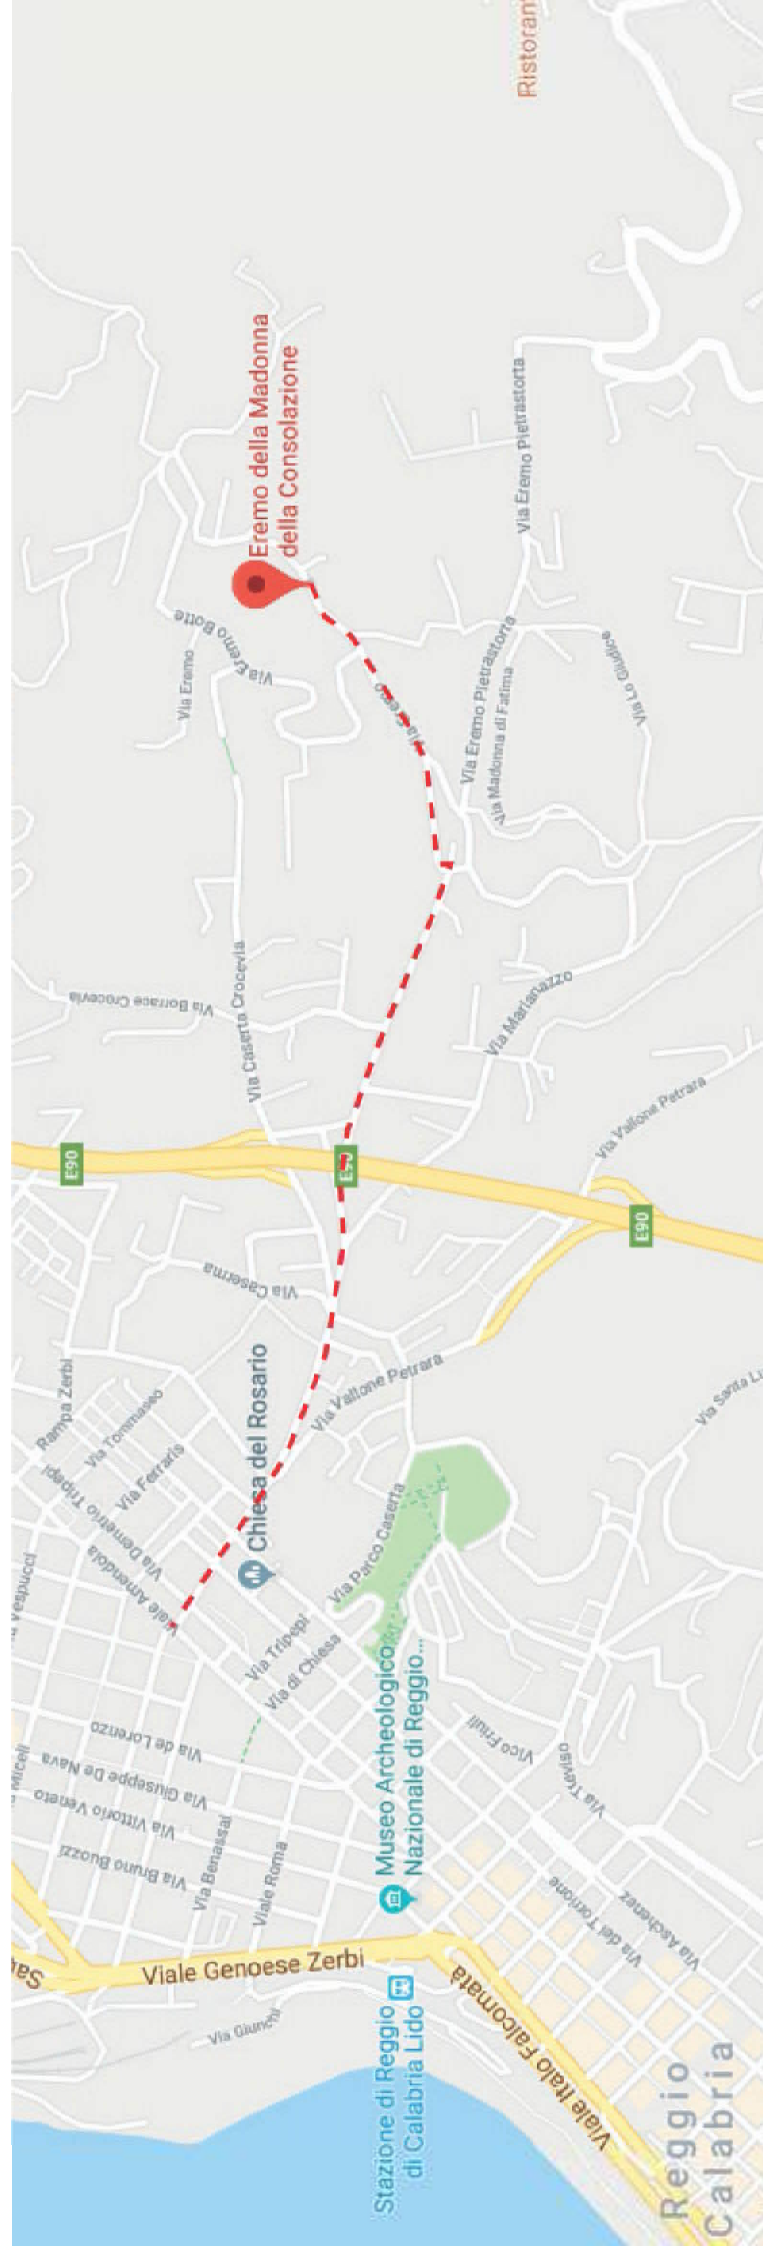 Ristoran
Eremo della Madonna
della Consolazione
Via Eremo Pietrastorta
Via Eremo Botte
Via Eremo
Via Eremo
Via Eremo Pietrastorta
Via Madonna di Fatima
Via Lo Giudice
Via Eremo
Via Caserta Crocevia
Via Borrace Crocevia
Via Marianazzo
Via Vallone Petrara
E90
E90
E90
Via Caserma
Rampa Zerbi
Via Tommaseo
Via Ferraris
Via Demetrio Tripepi
Viale Amendola
Chiesa del Rosario
Via Vallone Petrara
Via Santa Lu
Via Parco Caserta
Via Tripepi
Via di Chiesa
Vespucci
Miceli
Via de Lorenzo
Via Giuseppe De Nava
Via Vittorio Veneto
Via Bruno Buozzi
Via Benassai
Viale Roma
Museo Archeologico
Nazionale di Reggio...
Vico Friuli
Via Treviso
Via del Torrione
Via Aschenez
Viale Genoese Zerbi
Via Giunchi
Stazione di Reggio
di Calabria Lido
Viale Italo Falcomatà
Reggio
Calabria